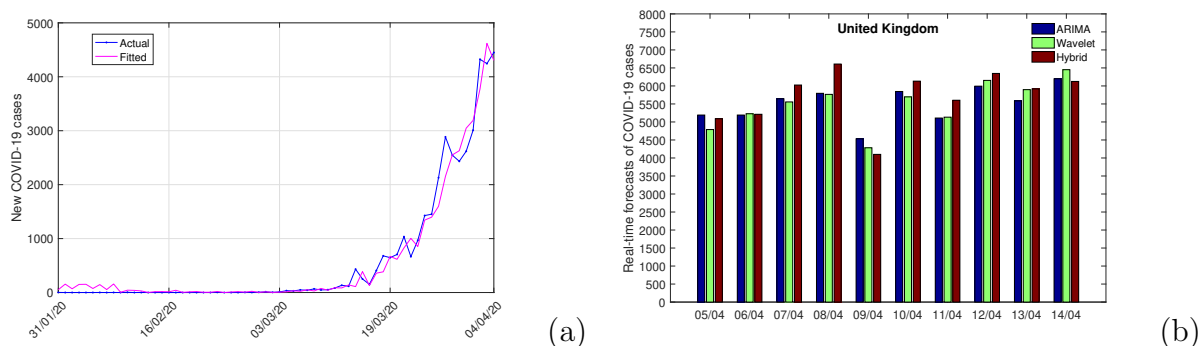 5000
4000
3000
2000
1000
0
New COVID-19 cases
Actual
Fitted
31/01/20
16/02/20
03/03/20
19/03/20
04/04/20
(a)
8000
7500
7000
6500
6000
5500
5000
4500
4000
3500
3000
2500
2000
1500
1000
500
0
Real-time forecasts of COVID-19 cases
United Kingdom
ARIMA
Wavelet
Hybrid
05/04 06/04 07/04 08/04 09/04 10/04 11/04 12/04 13/04 14/04
(b)